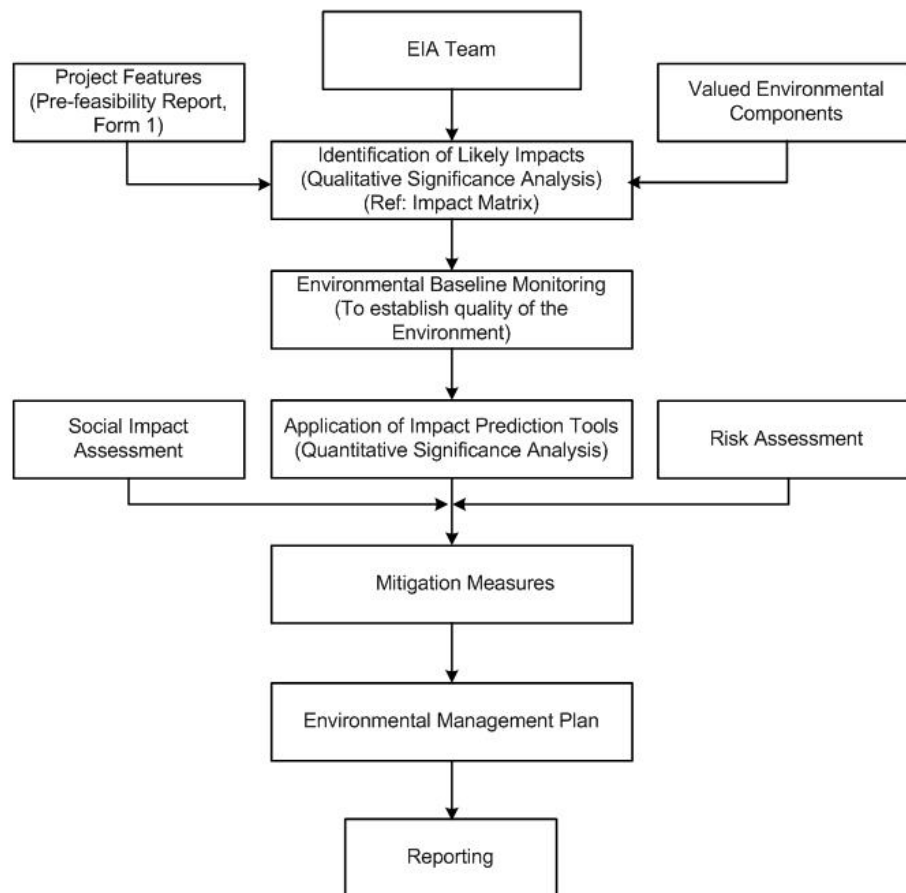 EIA Team
Project Features
(Pre-feasibility Report,
Form 1)
Valued Environmental
Components
Identification of Likely Impacts
(Qualitative Significance Analysis)
(Ref: Impact Matrix)
Environmental Baseline Monitoring
(To establish quality of the
Environment)
Social Impact
Assessment
Application of Impact Prediction Tools
(Quantitative Significance Analysis)
Risk Assessment
Mitigation Measures
Environmental Management Plan
Reporting